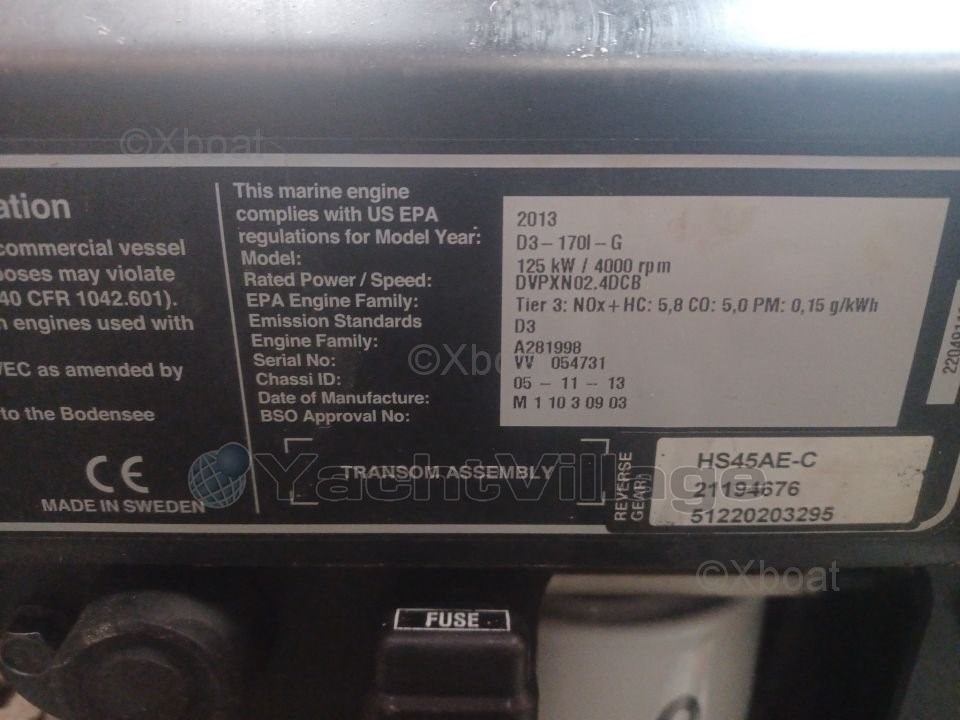 ©Xboat
ation
commercial vessel
poses may violate
40 CFR 1042.601).
n engines used with
/EC as amended by
to the Bodensee
CE
MADE IN SWEDEN
This marine engine
complies with US EPA
regulations for Model Year:
Model:
Rated Power / Speed:
EPA Engine Family:
Emission Standards
Engine Family:
Serial No:
Chassi ID:
Date of Manufacture:
BSO Approval No:
2013
D3-170I-G
125 kW / 4000 rpm
DVPXN02.4DCB
Tier 3: NOx+HC: 5,8 CO: 5,0 PM: 0,15 g/kWh
D3
A281998
VV 054731
05 - 11 - 13
M 1 10 3 09 03
©Xboat
TRANSOM ASSEMBLY
YachtVillage
REVERSE
GEAR
HS45AE-C
21194676
51220203295
©Xboat
FUSE